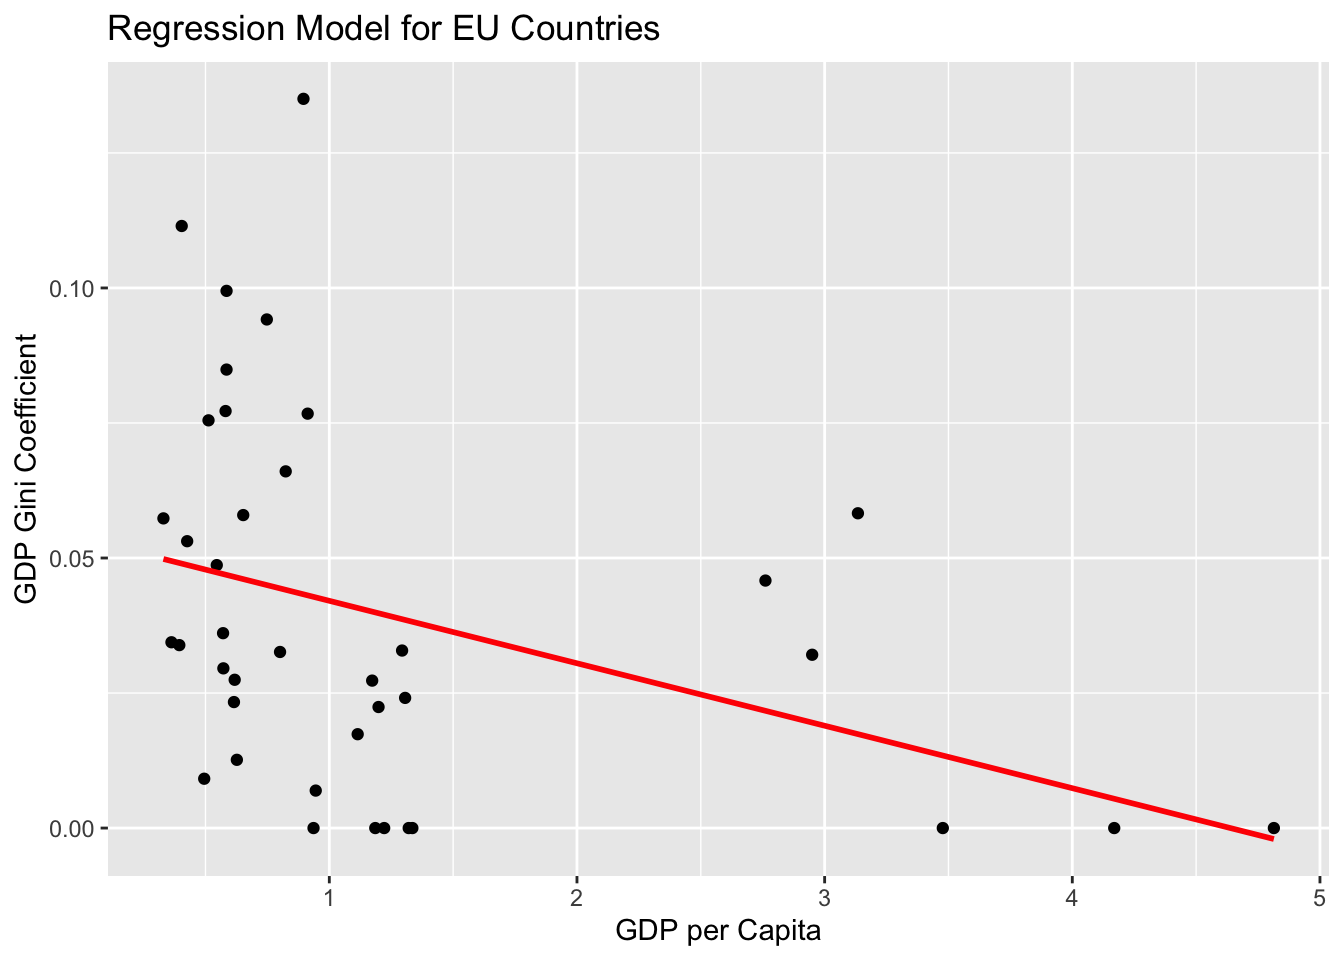 Regression Model for EU Countries
GDP Gini Coefficient
0.10
0.05
0.00
1 2 3 4 5
GDP per Capita